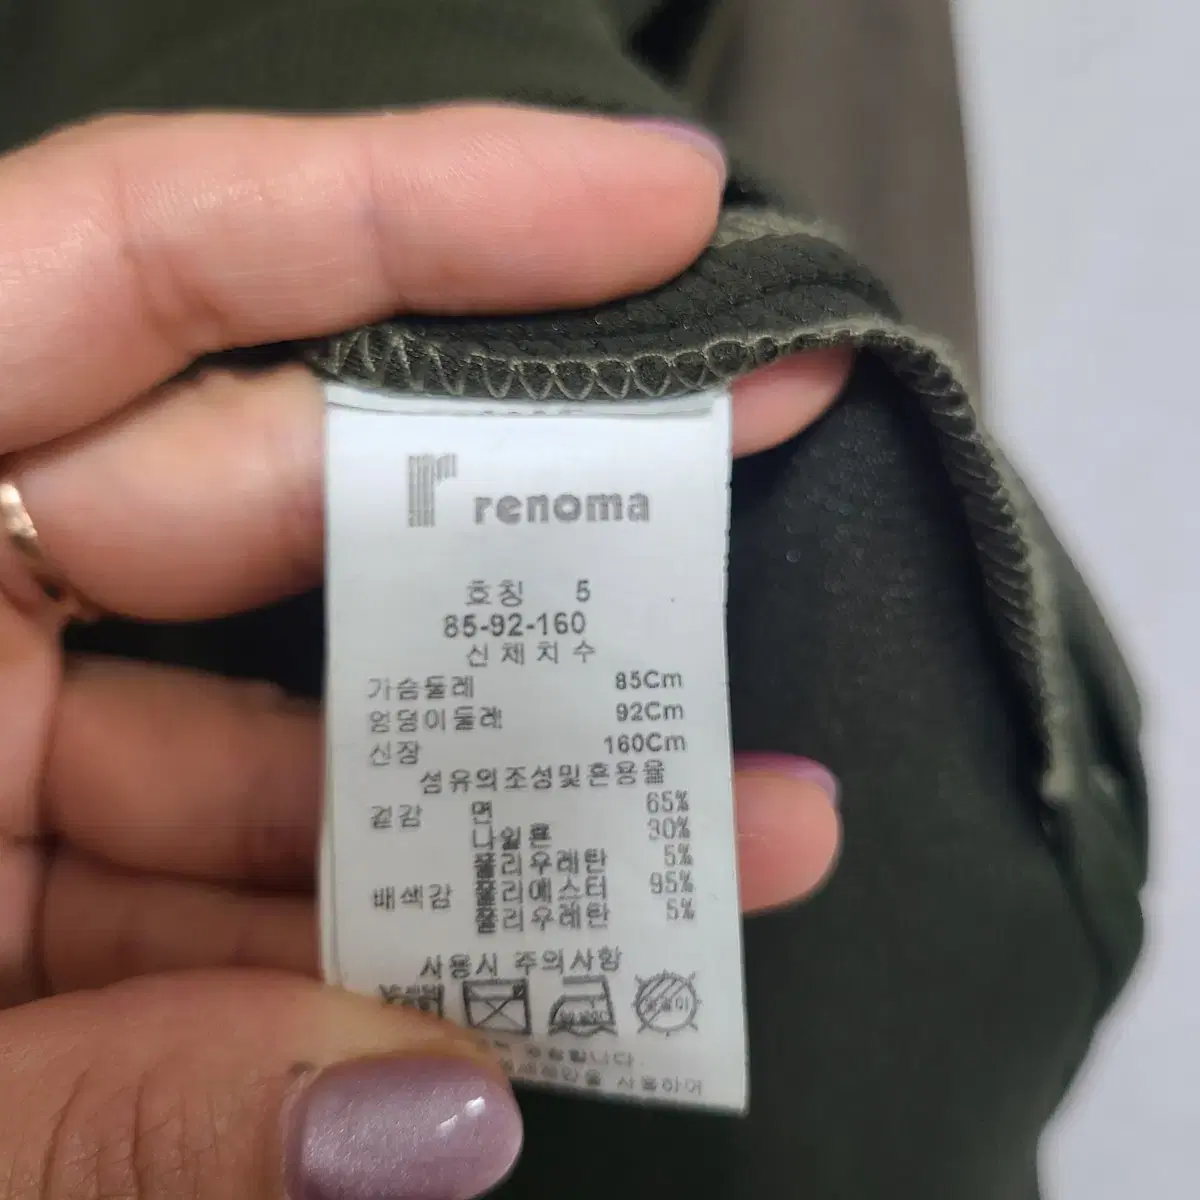 renoma
호칭 5
85-92-160
신체치수
가슴둘레 85Cm
엉덩이둘레 92Cm
신장 160Cm
섬유의조성및혼용율
겉감 면 65%
나일론 30%
폴리우레탄 5%
배색감 폴리에스터 95%
폴리우레탄 5%
사용시 주의사항